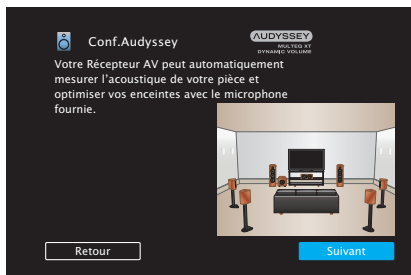 Conf.Audyssey
AUDYSSEY
MULTEQ XT
DYNAMIC VOLUME
Votre Récepteur AV peut automatiquement
mesurer l'acoustique de votre pièce et
optimiser vos enceintes avec le microphone
fournie.
Retour
Suivant